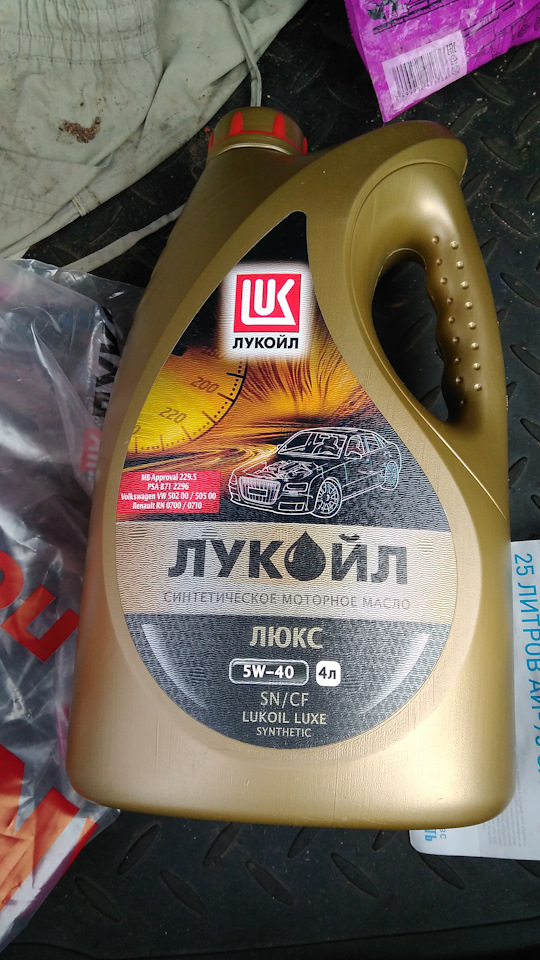 LUK
ЛУКОЙЛ
200
220
MB-Approval 229.5
PSA B71 2296
Volkswagen VW 502 00 / 505 00
Renault RN 0700 / 0710
ЛУКОЙЛ
СИНТЕТИЧЕСКОЕ МОТОРНОЕ МАСЛО
ЛЮКС
5W-40 4л
SN/CF
LUKOIL LUXE
SYNTHETIC
25 ЛИТРОВ